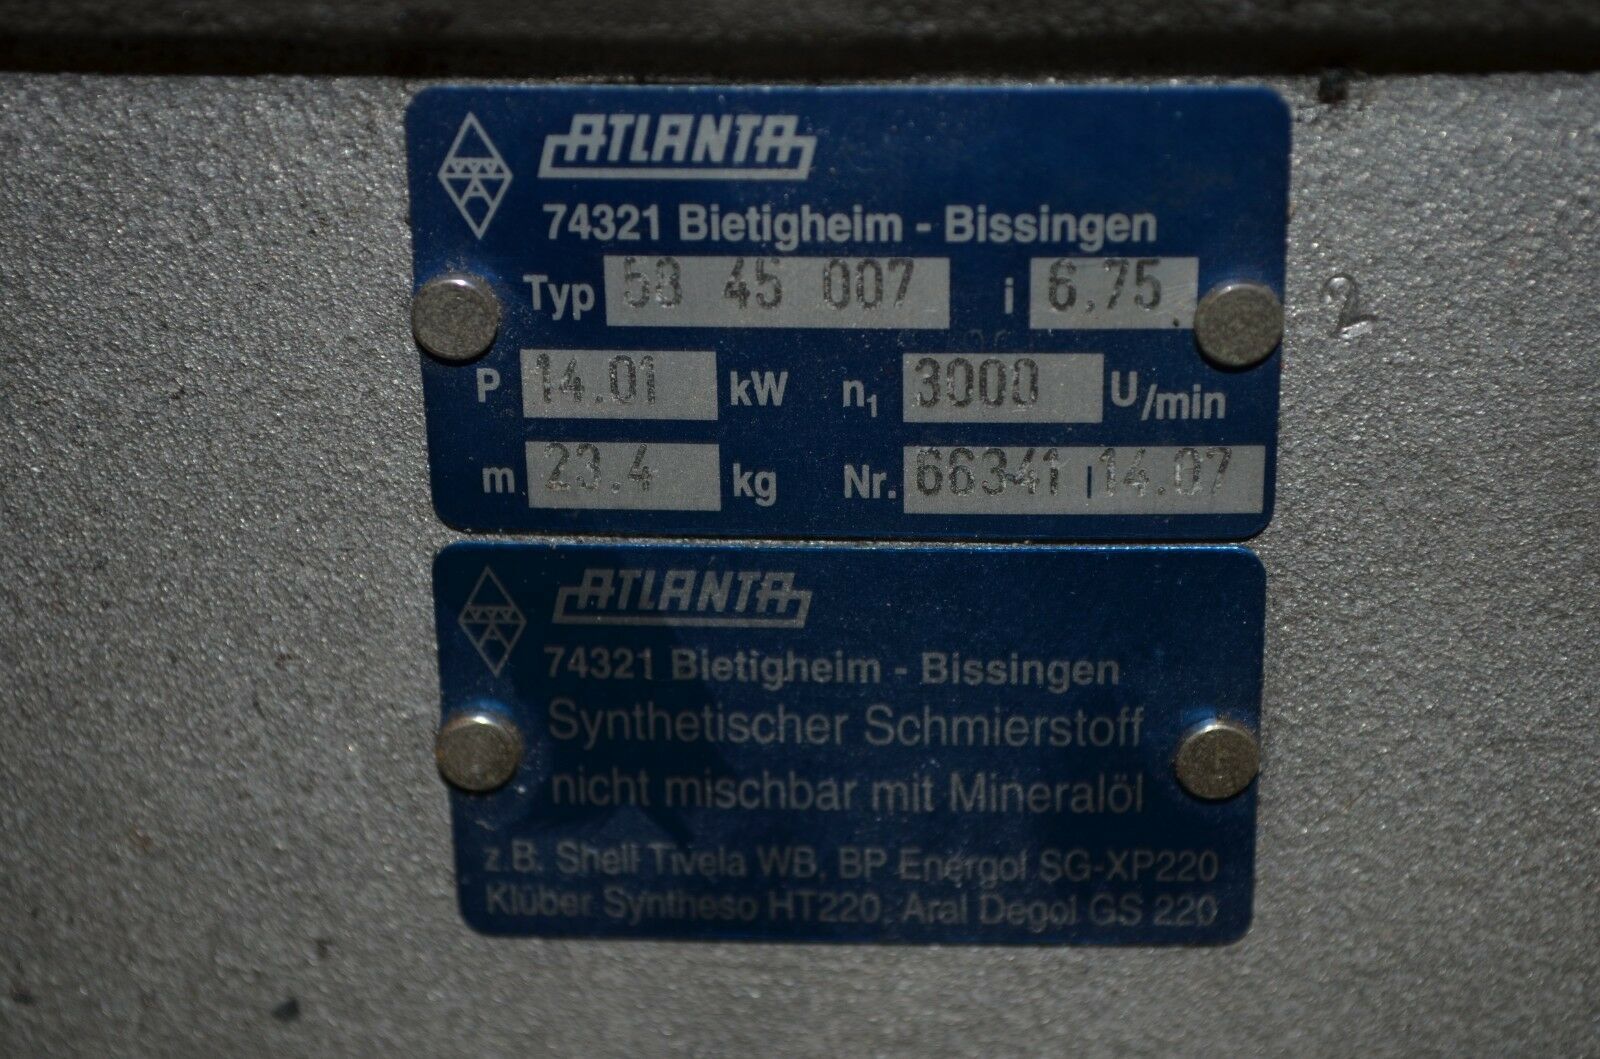 ATLANTA
74321 Bietigheim - Bissingen
Typ 58 45 007 i 6,75
P 14.01 kW n1 3000 U/min
m 23.4 kg Nr. 66341 14.07
2
ATLANTA
74321 Bietigheim - Bissingen
Synthetischer Schmierstoff
nicht mischbar mit Mineralöl
z.B. Shell Tivela WB, BP Energol SG-XP220
Klüber Syntheso HT220, Aral Degol GS 220